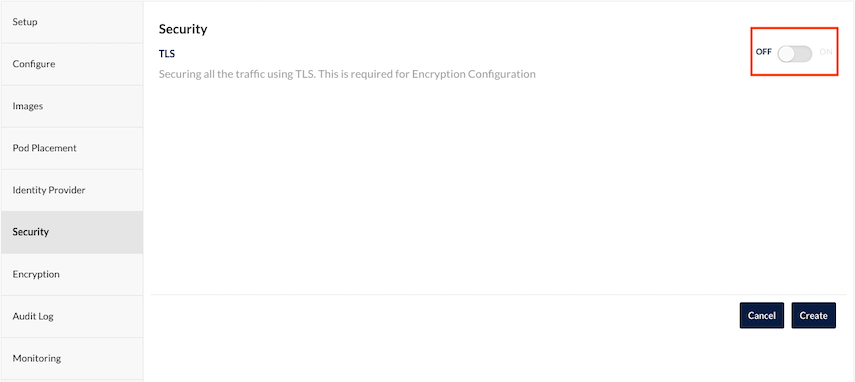 Setup
Configure
Images
Pod Placement
Identity Provider
Security
Encryption
Audit Log
Monitoring
Security
TLS
OFF ON
Securing all the traffic using TLS. This is required for Encryption Configuration
Cancel Create